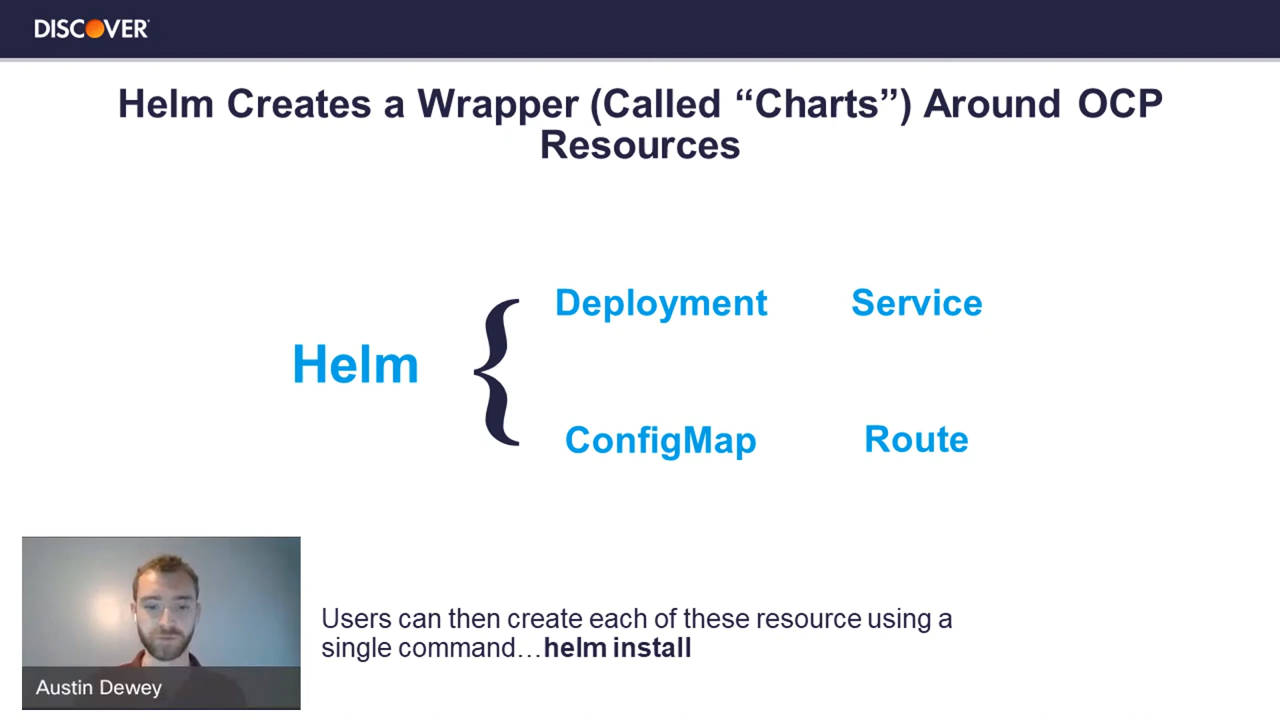 DISCOVER
Helm Creates a Wrapper (Called “Charts”) Around OCP
Resources
Deployment Service
Helm
ConfigMap Route
Users can then create each of these resource using a
single command…helm install
Austin Dewey